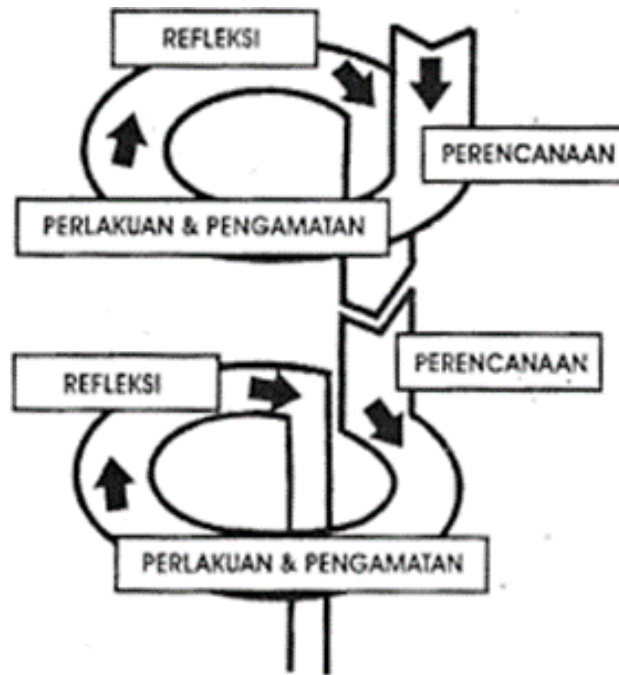 REFLEKSI
PERENCANAAN
PERLAKUAN & PENGAMATAN
PERENCANAAN
REFLEKSI
PERLAKUAN & PENGAMATAN